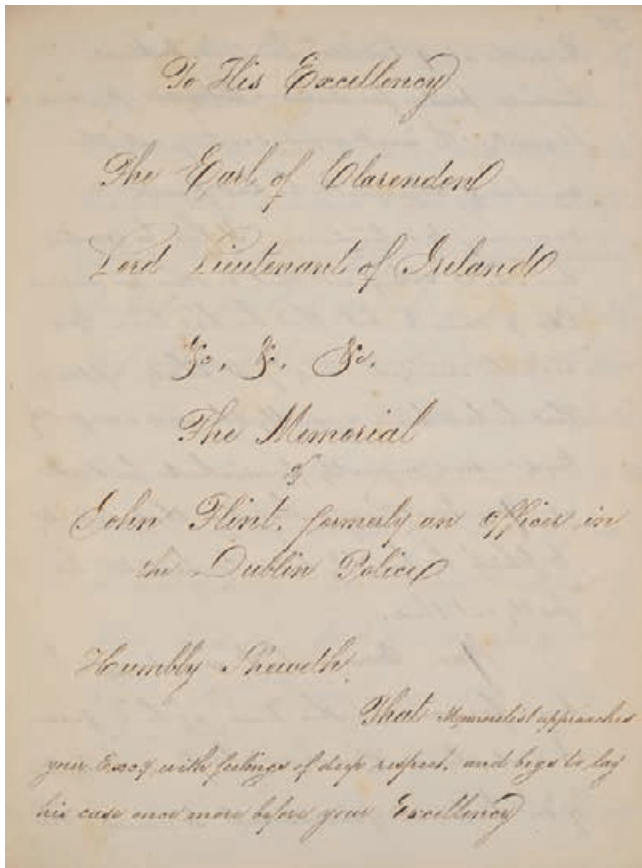 To His Excellency
The Earl of Clarendon
Lord Lieutenant of Ireland
&c, &c, &c,
The Memorial
of
John Flint, formerly an officer in
the Dublin Police
Humbly Sheweth,
That Memorialist approaches
your Excy with feelings of deep respect, and begs to lay
his case once more before your Excellency